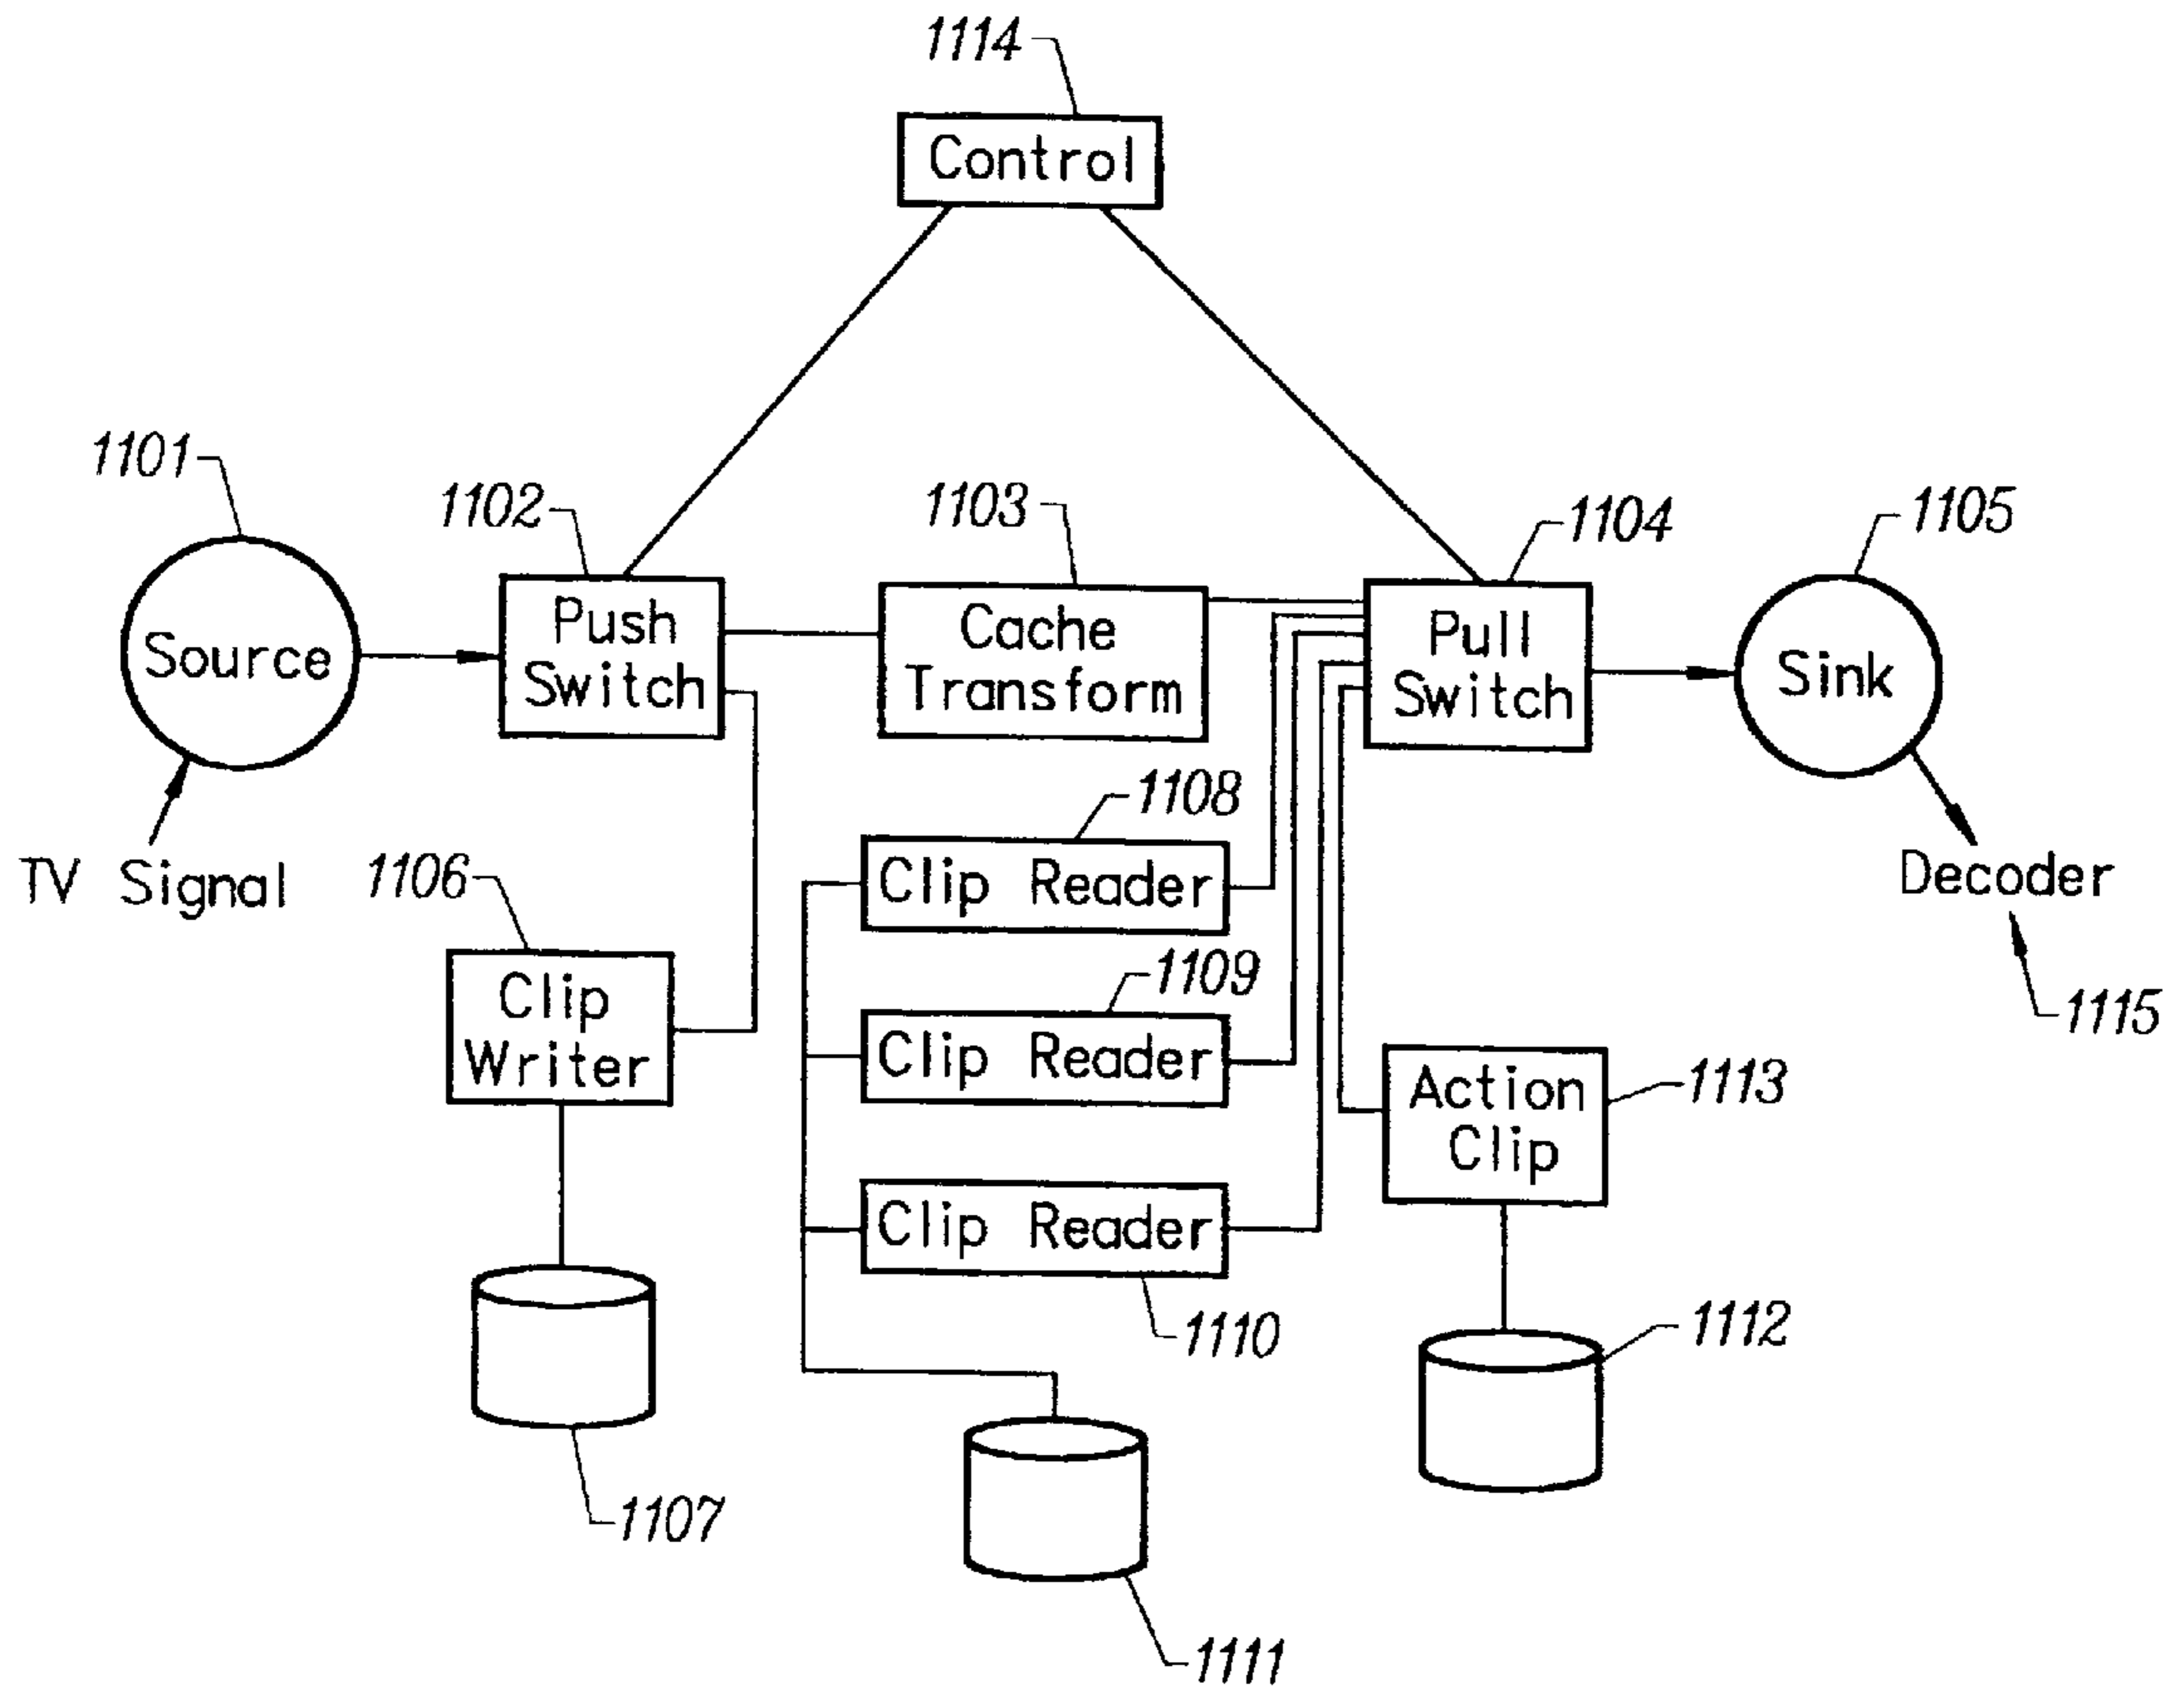 1114
Control
1101
1102
1103
1104
1105
Source
Push
Switch
Cache
Transform
Pull
Switch
Sink
TV Signal
1108
Clip Reader
Decoder
1115
1106
Clip
Writer
1109
Clip Reader
Action
Clip
1113
Clip Reader
1110
1112
1107
1111